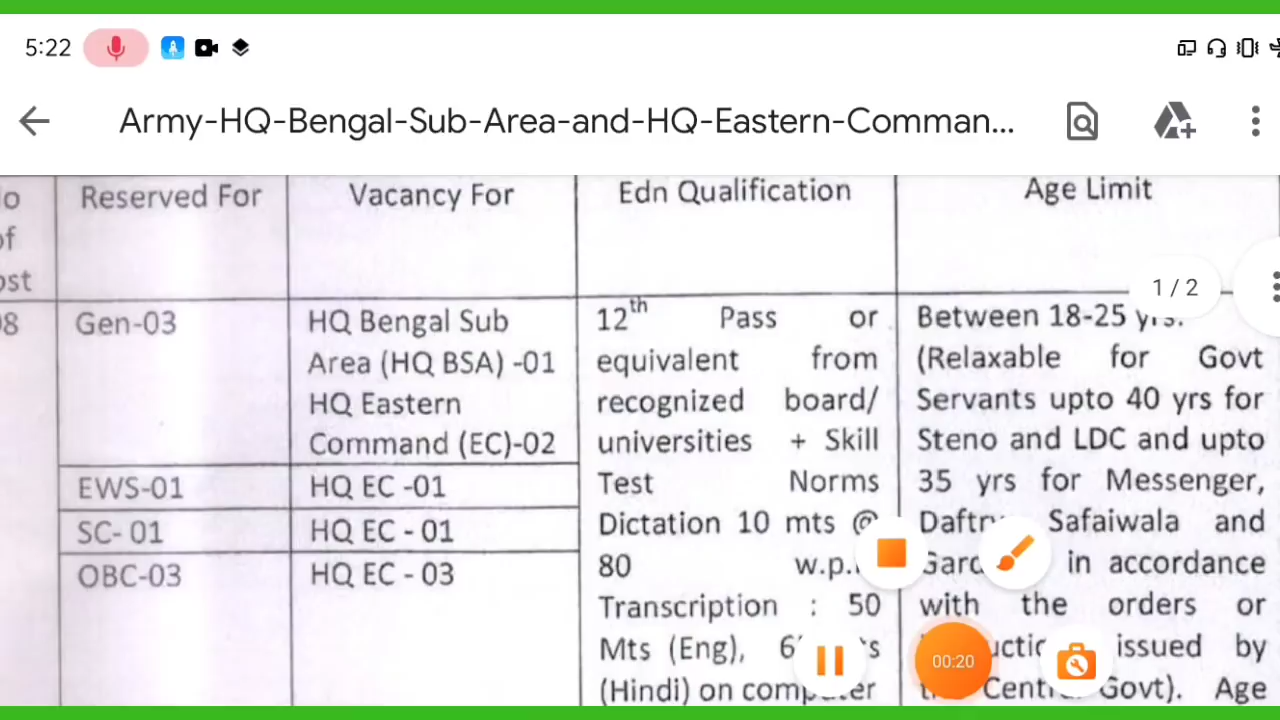 5:22
Army-HQ-Bengal-Sub-Area-and-HQ-Eastern-Comman...
Reserved For
Vacancy For
Edn Qualification
Age Limit
1 / 2
Gen-03
HQ Bengal Sub
Area (HQ BSA) -01
HQ Eastern
Command (EC)-02
EWS-01
HQ EC -01
SC- 01
HQ EC - 01
OBC-03
HQ EC - 03
12th Pass or
equivalent from
recognized board/
universities + Skill
Test Norms
Dictation 10 mts @
80
Transcription : 50
Mts (Eng),
(Hindi) on computer
Between 18-25 yrs.
(Relaxable for Govt
Servants upto 40 yrs for
Steno and LDC and upto
35 yrs for Messenger,
Safaiwala and
in accordance
with the orders or
issued by
Govt). Age
00:20